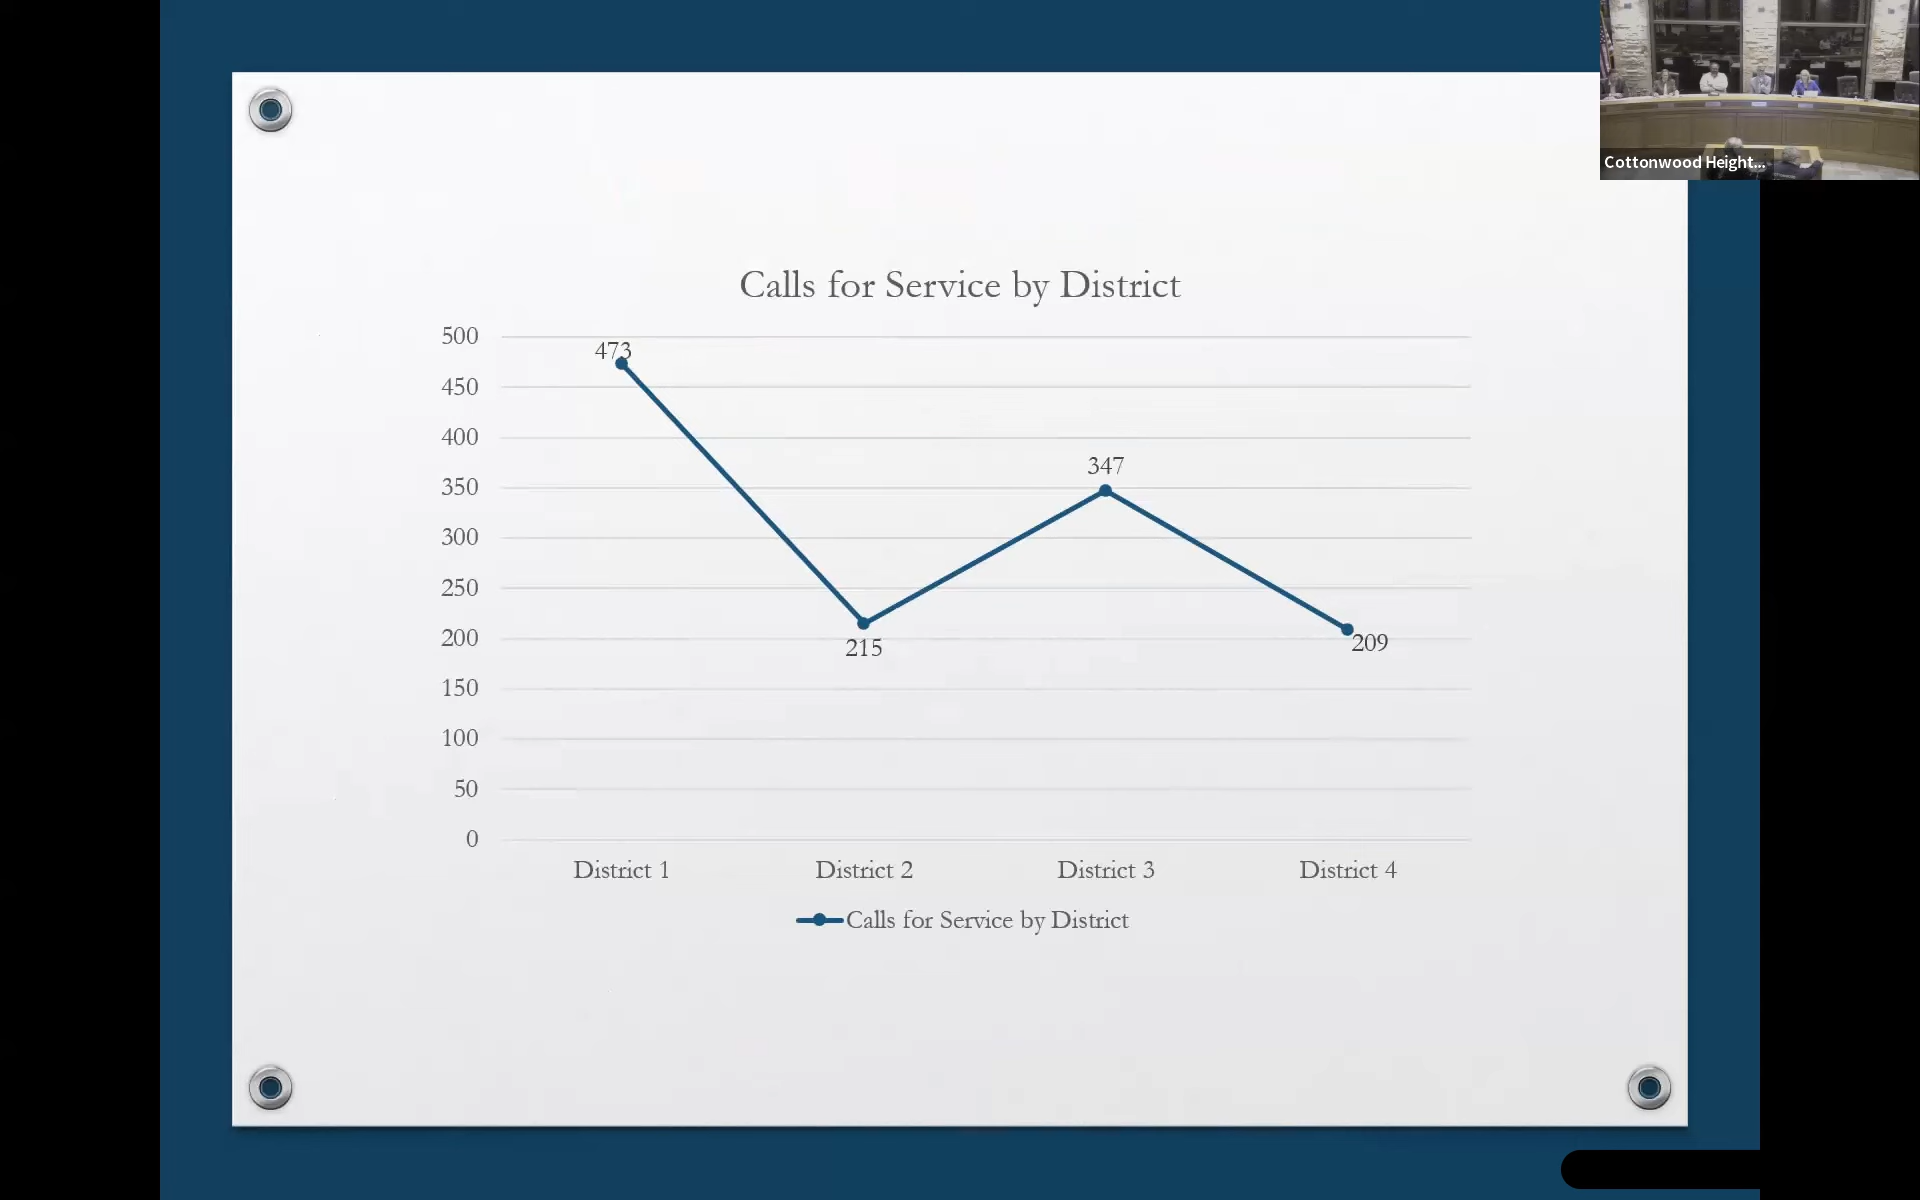 Cottonwood Height...
Calls for Service by District
500
450
400
350
300
250
200
150
100
50
0
473
215
347
209
District 1
District 2
District 3
District 4
Calls for Service by District